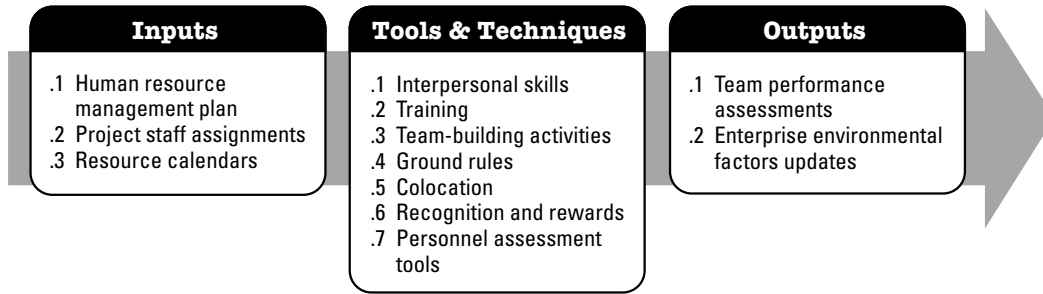 Inputs
.1 Human resource
management plan
.2 Project staff assignments
.3 Resource calendars
Tools & Techniques
.1 Interpersonal skills
.2 Training
.3 Team-building activities
.4 Ground rules
.5 Colocation
.6 Recognition and rewards
.7 Personnel assessment
tools
Outputs
.1 Team performance
assessments
.2 Enterprise environmental
factors updates